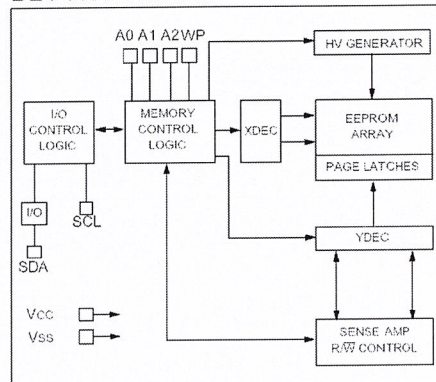 A0 A1 A2 WP
HV GENERATOR
I/O
CONTROL
LOGIC
MEMORY
CONTROL
LOGIC
XDEC
EEPROM
ARRAY
PAGE LATCHES
I/O
SCL
SDA
YDEC
VCC
VSS
SENSE AMP
R/W̅ CONTROL